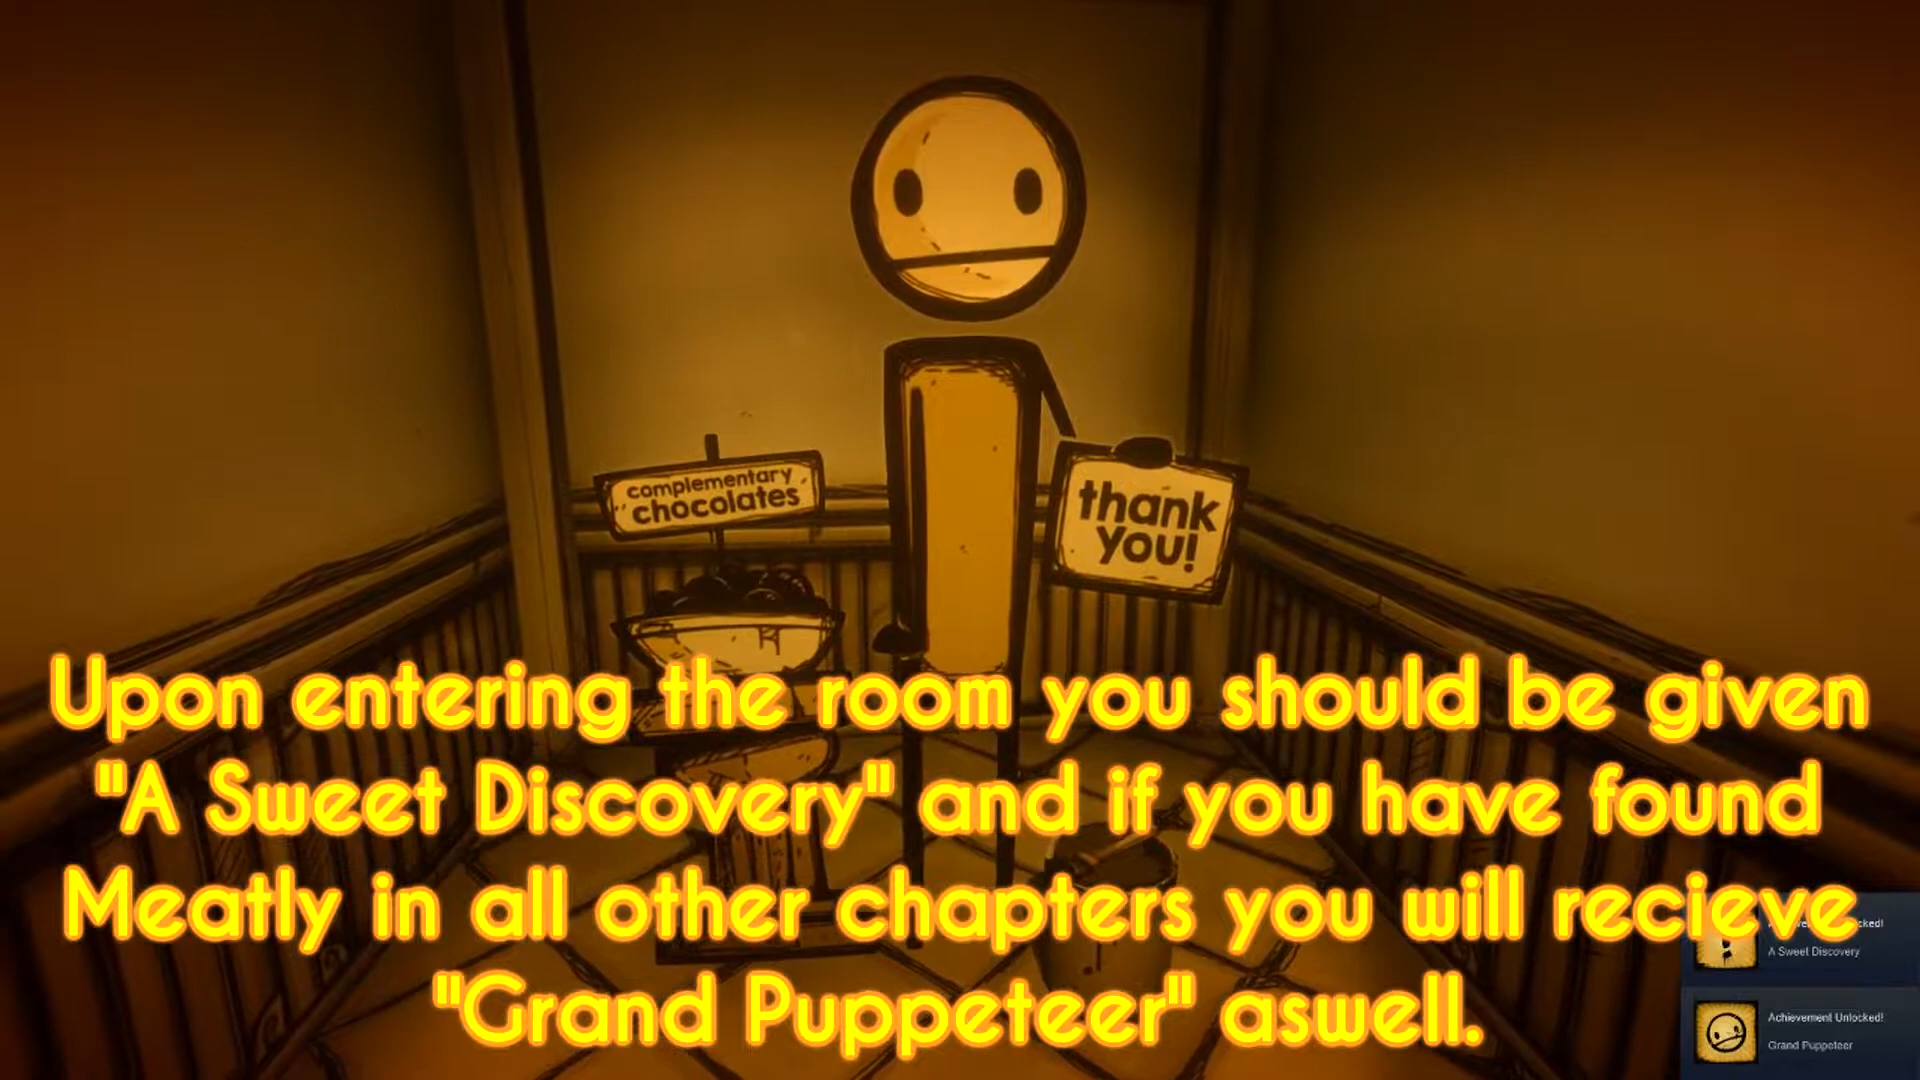 complementary
chocolates
thank
you!
Upon entering the room you should be given
"A Sweet Discovery" and if you have found
Meatly in all other chapters you will recieve
"Grand Puppeteer" aswell.
A Sweet Discovery
Achievement Unlocked!
Grand Puppeteer